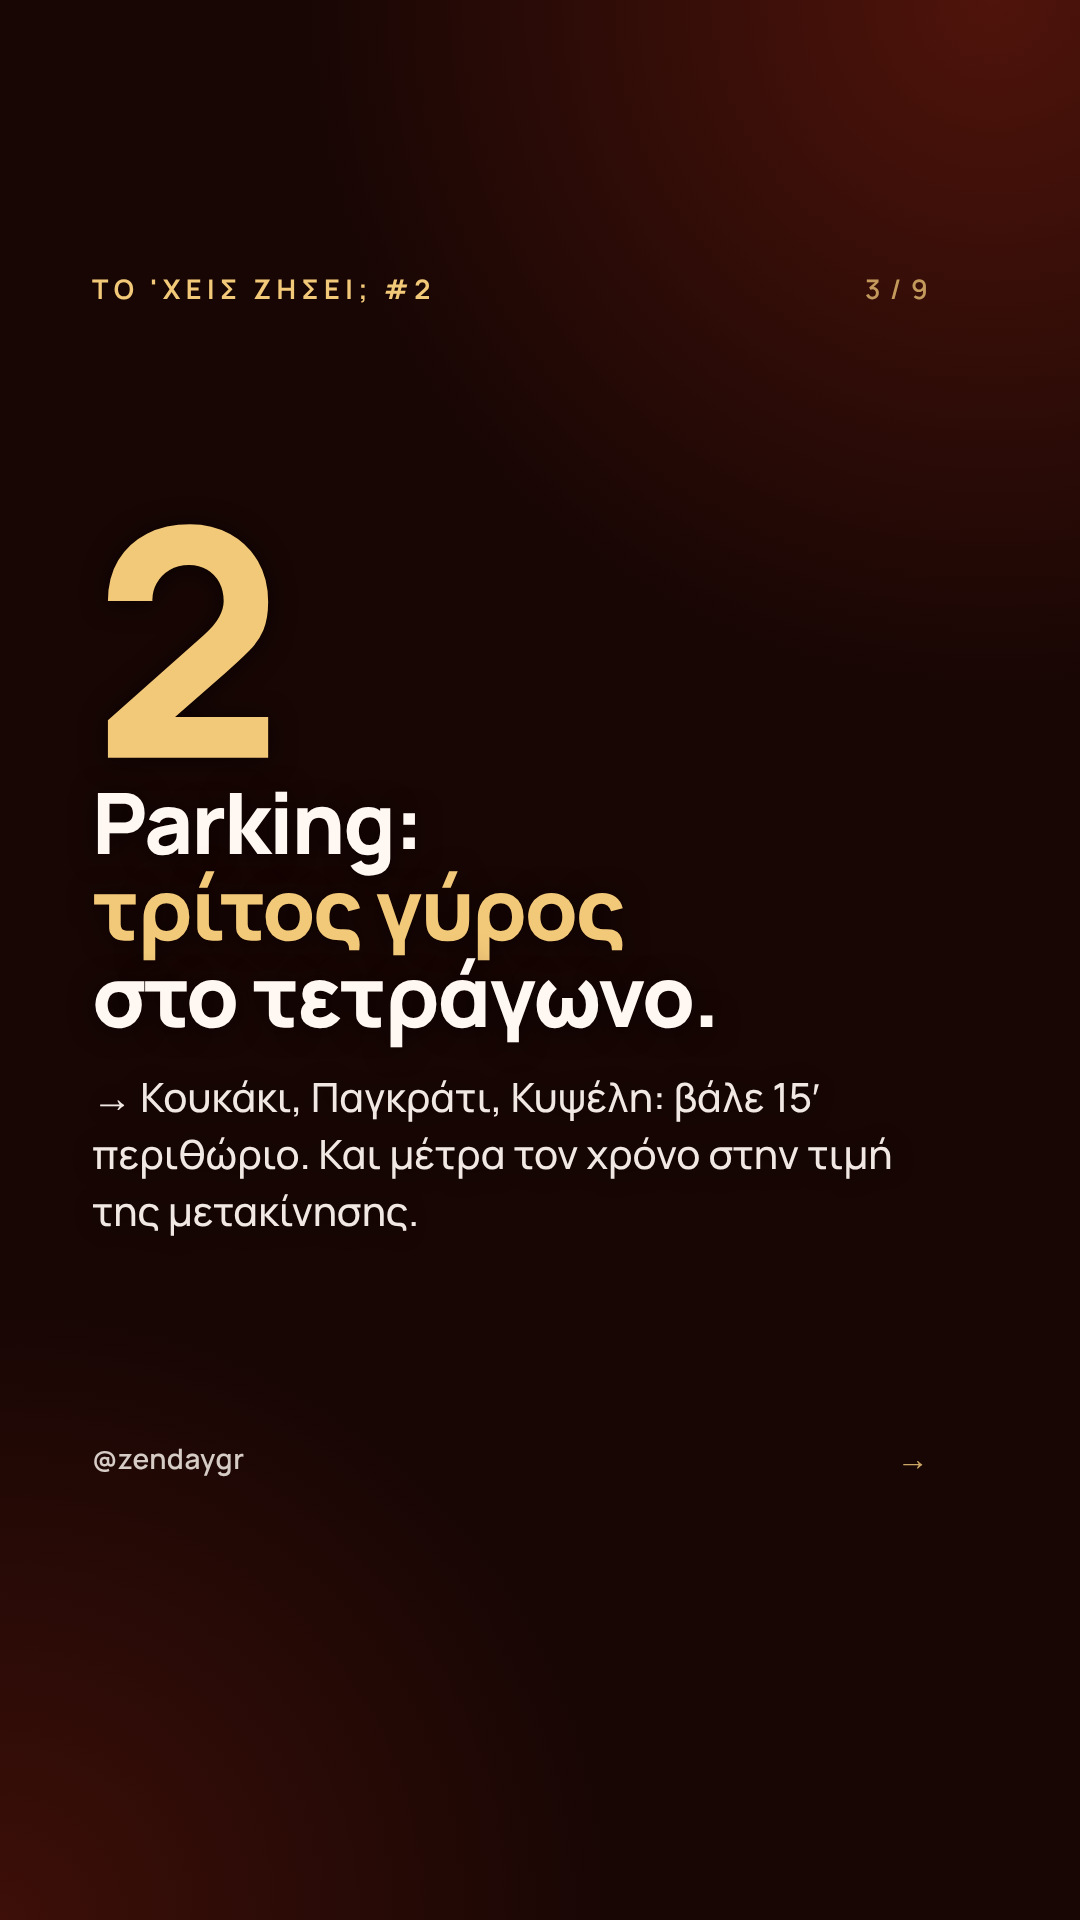 ΤΟ 'ΧΕΙΣ ΖΗΣΕΙ; #2
3 / 9
2
Parking:
τρίτος γύρος
στο τετράγωνο.
→ Κουκάκι, Παγκράτι, Κυψέλη: βάλε 15′
περιθώριο. Και μέτρα τον χρόνο στην τιμή
της μετακίνησης.
@zendaygr
→